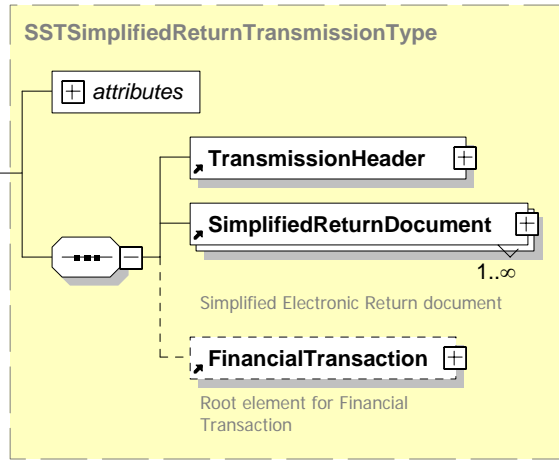 SSTSimplifiedReturnTransmissionType
attributes
TransmissionHeader
SimplifiedReturnDocument
1..∞
Simplified Electronic Return document
FinancialTransaction
Root element for Financial
Transaction